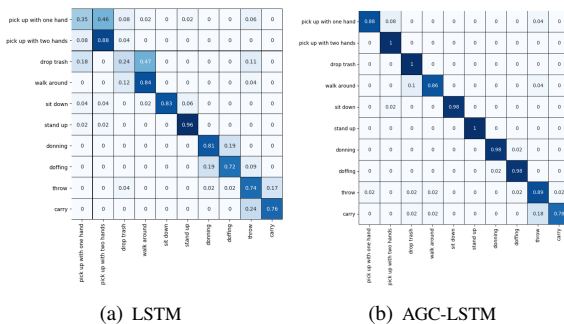 pick up with one hand 0.35 0.46 0.08 0.02 0 0.02 0 0 0.06 0
pick up with two hands 0.08 0.88 0.04 0 0 0 0 0 0 0
drop trash 0.18 0 0.24 0.47 0 0 0 0 0.11 0
walk around 0 0 0.12 0.84 0 0 0 0 0.04 0
sit down 0.04 0.04 0 0.02 0.83 0.06 0 0 0 0
stand up 0.02 0.02 0 0 0 0.96 0 0 0 0
donning 0 0 0 0 0 0 0.81 0.19 0 0
doffing 0 0 0 0 0 0 0.19 0.72 0.09 0
throw 0 0 0.04 0 0 0 0.02 0.02 0.74 0.17
carry 0 0 0 0 0 0 0 0 0.24 0.76
pick up with one hand
pick up with two hands
drop trash
walk around
sit down
stand up
donning
doffing
throw
carry
(a) LSTM
pick up with one hand 0.88 0.08 0 0 0 0 0 0 0.04 0
pick up with two hands 0 1 0 0 0 0 0 0 0 0
drop trash 0 0 1 0 0 0 0 0 0 0
walk around 0 0 0.1 0.86 0 0 0 0 0.04 0
sit down 0 0.02 0 0 0.98 0 0 0 0 0
stand up 0 0 0 0 0 1 0 0 0 0
donning 0 0 0 0 0 0 0.98 0.02 0 0
doffing 0 0 0 0 0 0 0.02 0.98 0 0
throw 0.02 0 0.02 0.02 0 0 0 0.02 0.89 0.02
carry 0 0 0.02 0.02 0 0 0 0 0.18 0.78
pick up with one hand
pick up with two hands
drop trash
walk around
sit down
stand up
donning
doffing
throw
carry
(b) AGC-LSTM